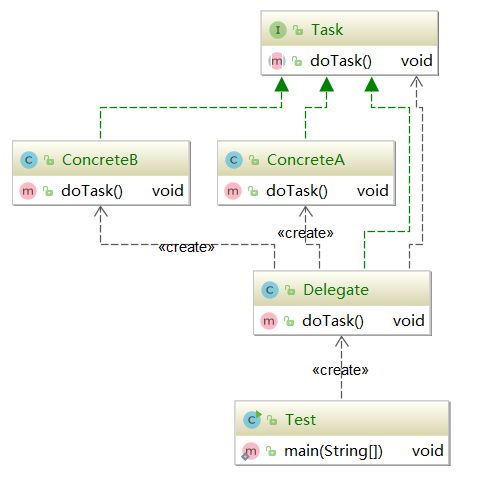 I Task
m doTask() void
C ConcreteB
m doTask() void
C ConcreteA
m doTask() void
«create»
«create»
C Delegate
m doTask() void
«create»
C Test
m main(String[]) void